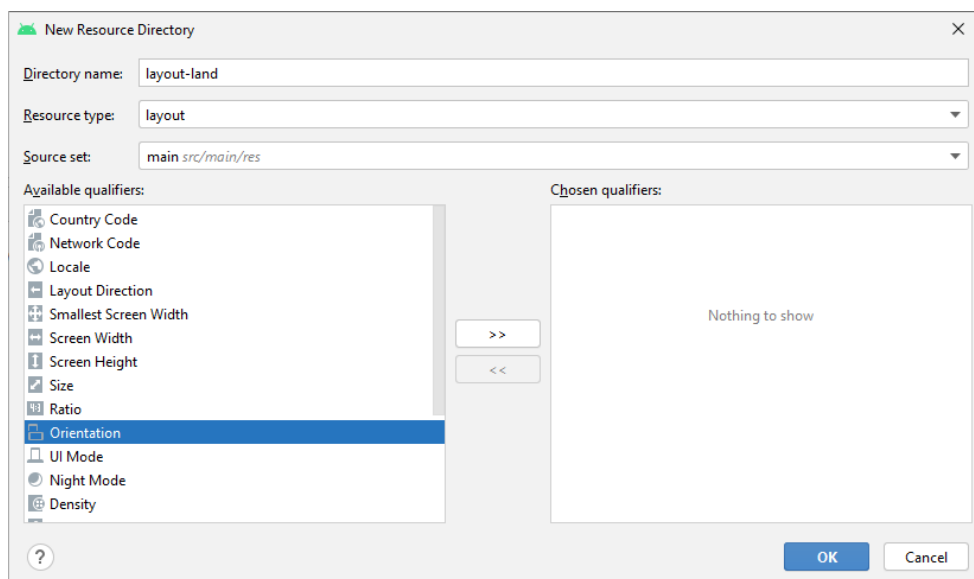 New Resource Directory
Directory name: layout-land
Resource type: layout
Source set: main src/main/res
Available qualifiers:
Country Code
Network Code
Locale
Layout Direction
Smallest Screen Width
Screen Width
Screen Height
Size
Ratio
Orientation
UI Mode
Night Mode
Density
>>
<<
Chosen qualifiers:
Nothing to show
?
OK
Cancel